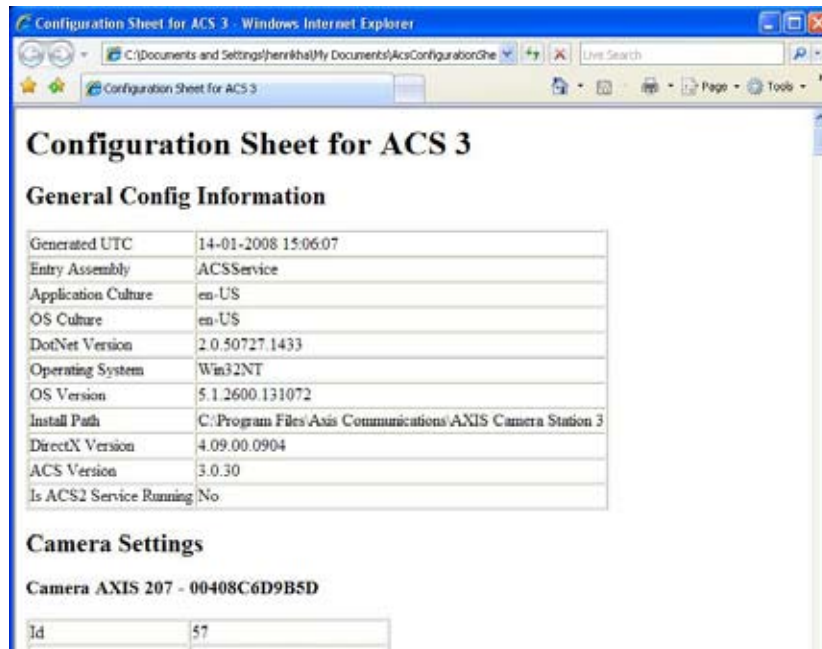 Configuration Sheet for ACS 3 - Windows Internet Explorer
C:\Documents and Settings\henrikha\My Documents\AcsConfigurationShe
Live Search
Configuration Sheet for ACS 3
Page
Tools
Configuration Sheet for ACS 3
General Config Information
Generated UTC 14-01-2008 15:06:07
Entry Assembly ACSService
Application Culture en-US
OS Culture en-US
DotNet Version 2.0.50727.1433
Operating System Win32NT
OS Version 5.1.2600.131072
Install Path C:\Program Files\Axis Communications\AXIS Camera Station 3
DirectX Version 4.09.00.0904
ACS Version 3.0.30
Is ACS2 Service Running No
Camera Settings
Camera AXIS 207 - 00408C6D9B5D
Id 57